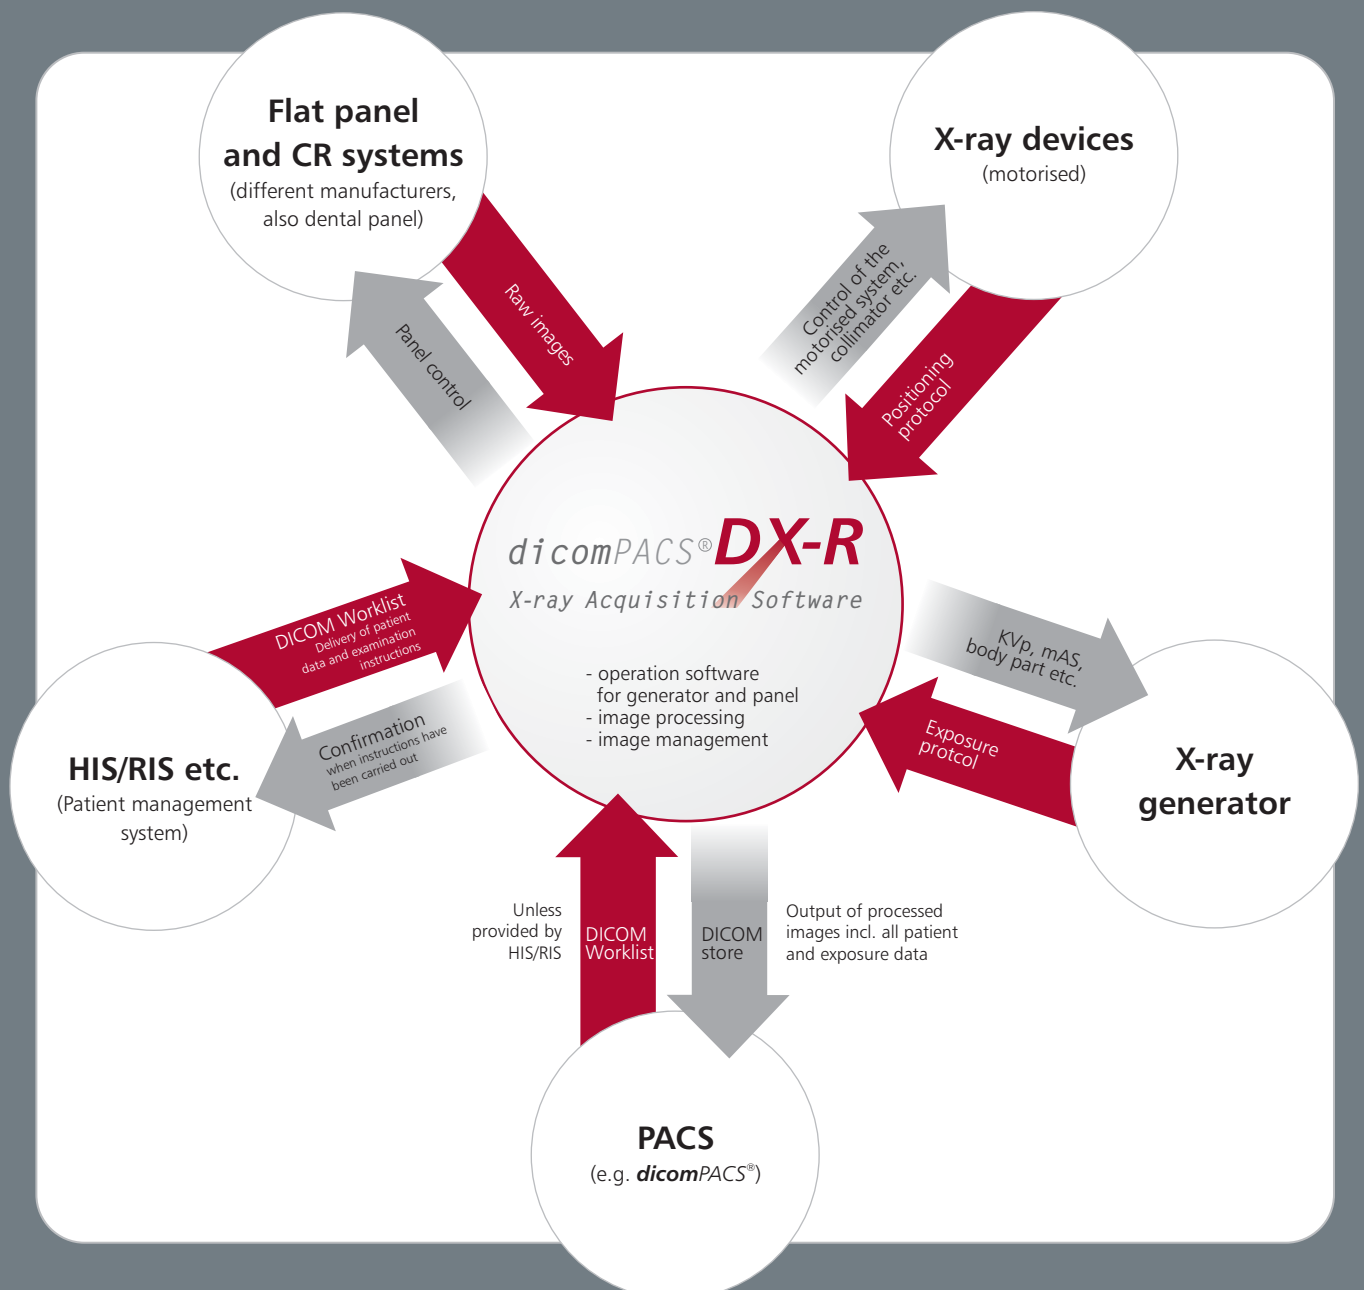 Flat panel
and CR systems
(different manufacturers,
also dental panel)
X-ray devices
(motorised)
Raw images
Panel control
Control of the
motorised system,
collimator etc.
Positioning
protocol
dicomPACS® DX-R
X-ray Acquisition Software
- operation software
for generator and panel
- image processing
- image management
DICOM Worklist
Delivery of patient
data and examination
instructions
Confirmation
when instructions have
been carried out
HIS/RIS etc.
(Patient management
system)
KVp, mAS,
body part etc.
Exposure
protcol
X-ray
generator
Unless
provided by
HIS/RIS
DICOM
Worklist
DICOM
store
Output of processed
images incl. all patient
and exposure data
PACS
(e.g. dicomPACS®)